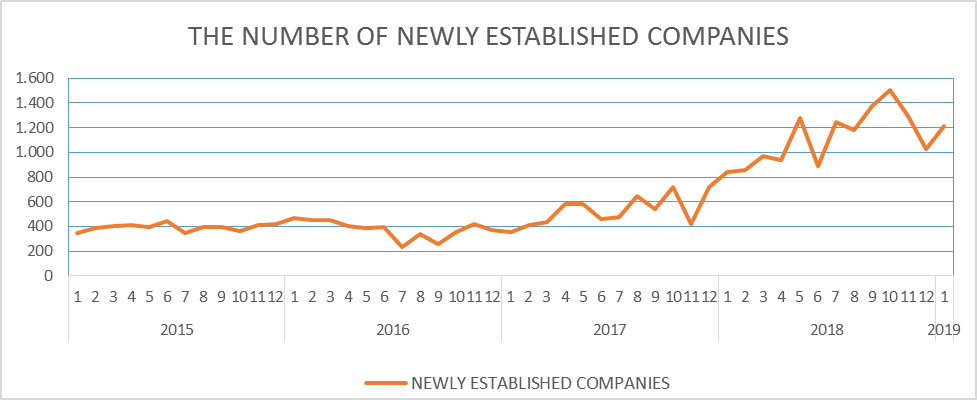 THE NUMBER OF NEWLY ESTABLISHED COMPANIES
1.600
1.400
1.200
1.000
800
600
400
200
0
1 2 3 4 5 6 7 8 9 10 11 12 1 2 3 4 5 6 7 8 9 10 11 12 1 2 3 4 5 6 7 8 9 10 11 12 1 2 3 4 5 6 7 8 9 10 11 12 1
2015 2016 2017 2018 2019
NEWLY ESTABLISHED COMPANIES